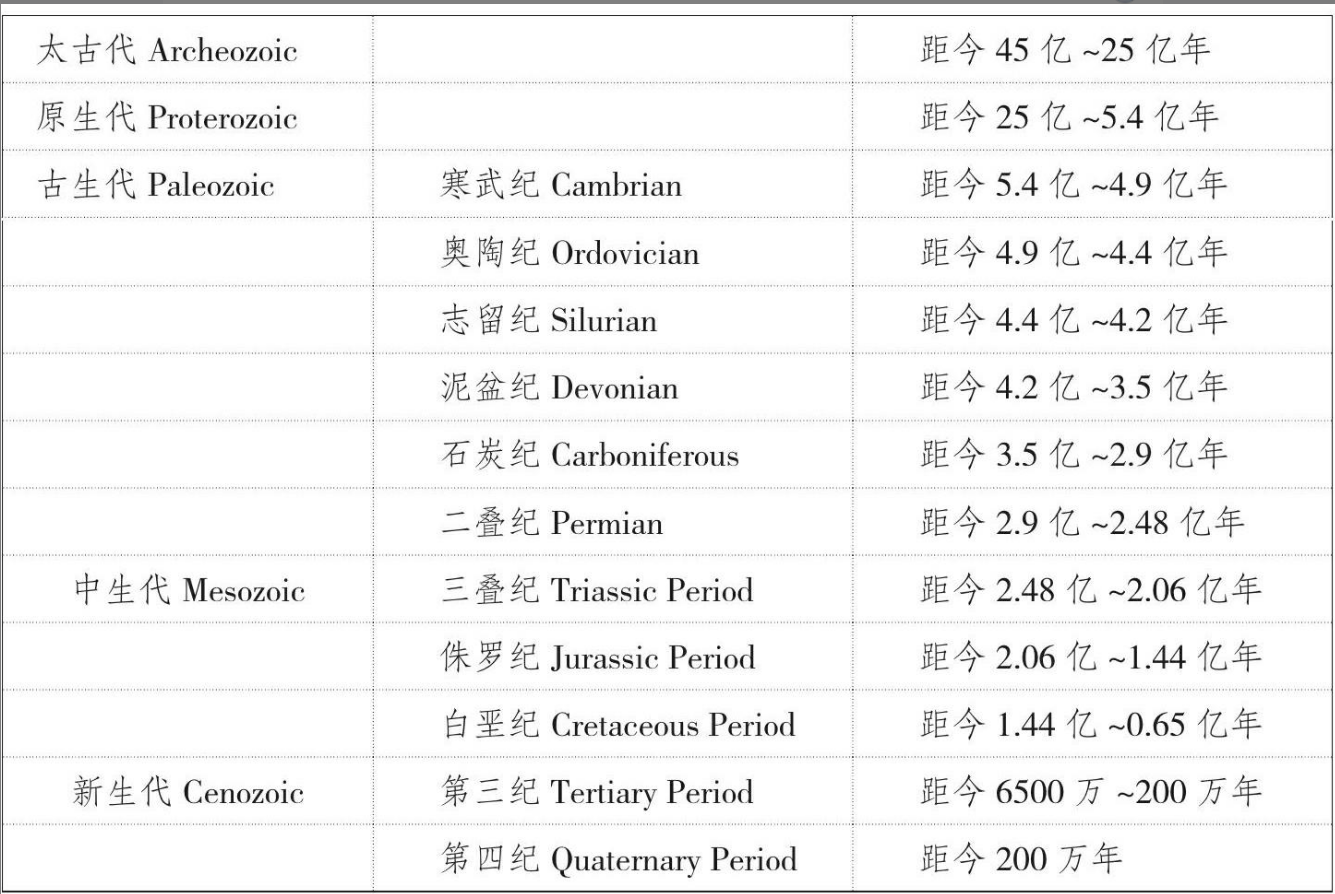 太古代 Archeozoic 距今 45 亿 ~25 亿年
原生代 Proterozoic 距今 25 亿 ~5.4 亿年
古生代 Paleozoic 寒武纪 Cambrian 距今 5.4 亿 ~4.9 亿年
奥陶纪 Ordovician 距今 4.9 亿 ~4.4 亿年
志留纪 Silurian 距今 4.4 亿 ~4.2 亿年
泥盆纪 Devonian 距今 4.2 亿 ~3.5 亿年
石炭纪 Carboniferous 距今 3.5 亿 ~2.9 亿年
二叠纪 Permian 距今 2.9 亿 ~2.48 亿年
中生代 Mesozoic 三叠纪 Triassic Period 距今 2.48 亿 ~2.06 亿年
侏罗纪 Jurassic Period 距今 2.06 亿 ~1.44 亿年
白垩纪 Cretaceous Period 距今 1.44 亿 ~0.65 亿年
新生代 Cenozoic 第三纪 Tertiary Period 距今 6500 万 ~200 万年
第四纪 Quaternary Period 距今 200 万年